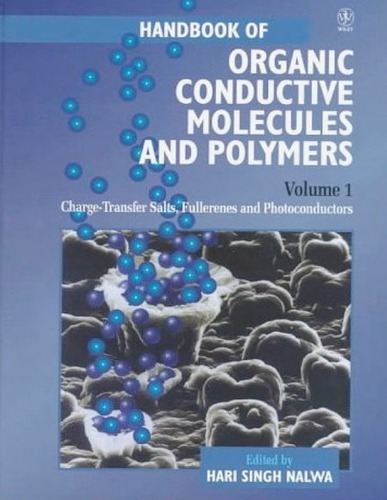 WILEY
HANDBOOK OF
ORGANIC
CONDUCTIVE
MOLECULES
AND POLYMERS
Volume 1
Charge-Transfer Salts, Fullerenes and Photoconductors
Edited by
HARI SINGH NALWA